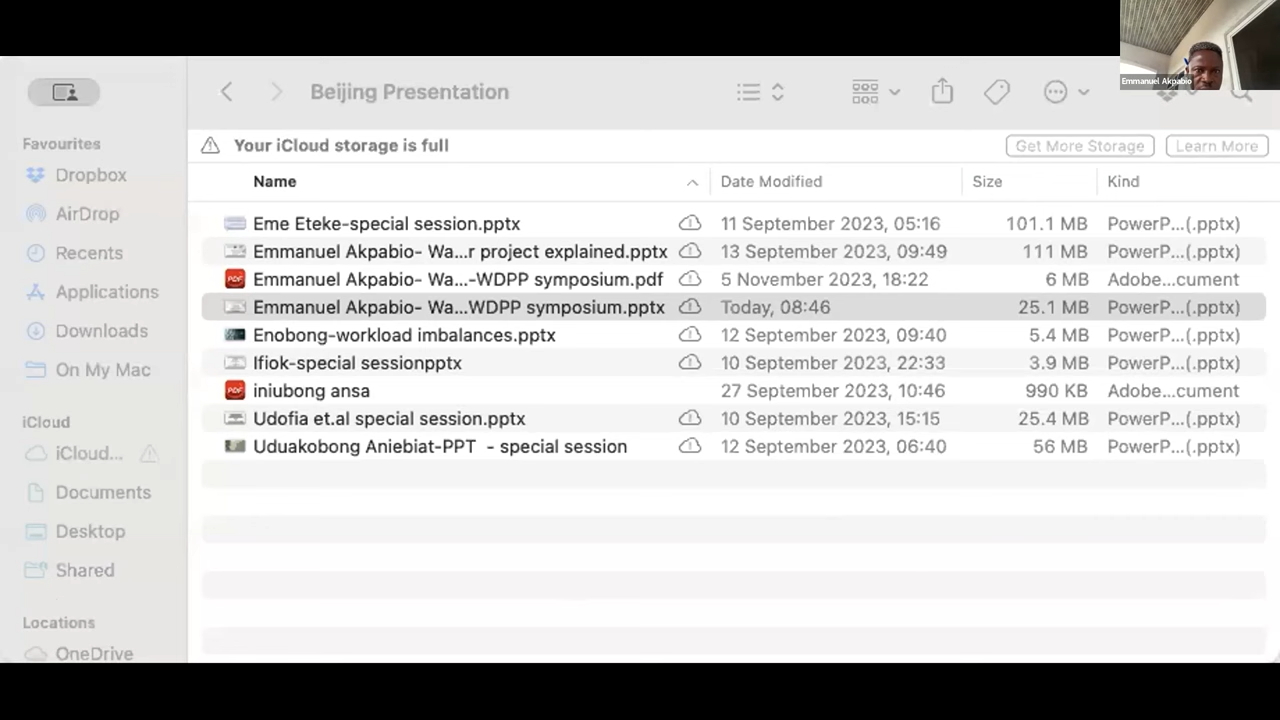 Emmanuel Akpabio
Beijing Presentation
Favourites
Dropbox
AirDrop
Recents
Applications
Downloads
On My Mac
iCloud
iCloud...
Documents
Desktop
Shared
Locations
OneDrive
Your iCloud storage is full
Get More Storage
Learn More
Name Date Modified Size Kind
Eme Eteke-special session.pptx 11 September 2023, 05:16 101.1 MB PowerP...(.pptx)
Emmanuel Akpabio- Wa...r project explained.pptx 13 September 2023, 09:49 111 MB PowerP...(.pptx)
PDF Emmanuel Akpabio- Wa...-WDPP symposium.pdf 5 November 2023, 18:22 6 MB Adobe...cument
Emmanuel Akpabio- Wa...WDPP symposium.pptx Today, 08:46 25.1 MB PowerP...(.pptx)
Enobong-workload imbalances.pptx 12 September 2023, 09:40 5.4 MB PowerP...(.pptx)
Ifiok-special sessionpptx 10 September 2023, 22:33 3.9 MB PowerP...(.pptx)
PDF iniubong ansa 27 September 2023, 10:46 990 KB Adobe...cument
Udofia et.al special session.pptx 10 September 2023, 15:15 25.4 MB PowerP...(.pptx)
Uduakobong Aniebiat-PPT - special session 12 September 2023, 06:40 56 MB PowerP...(.pptx)